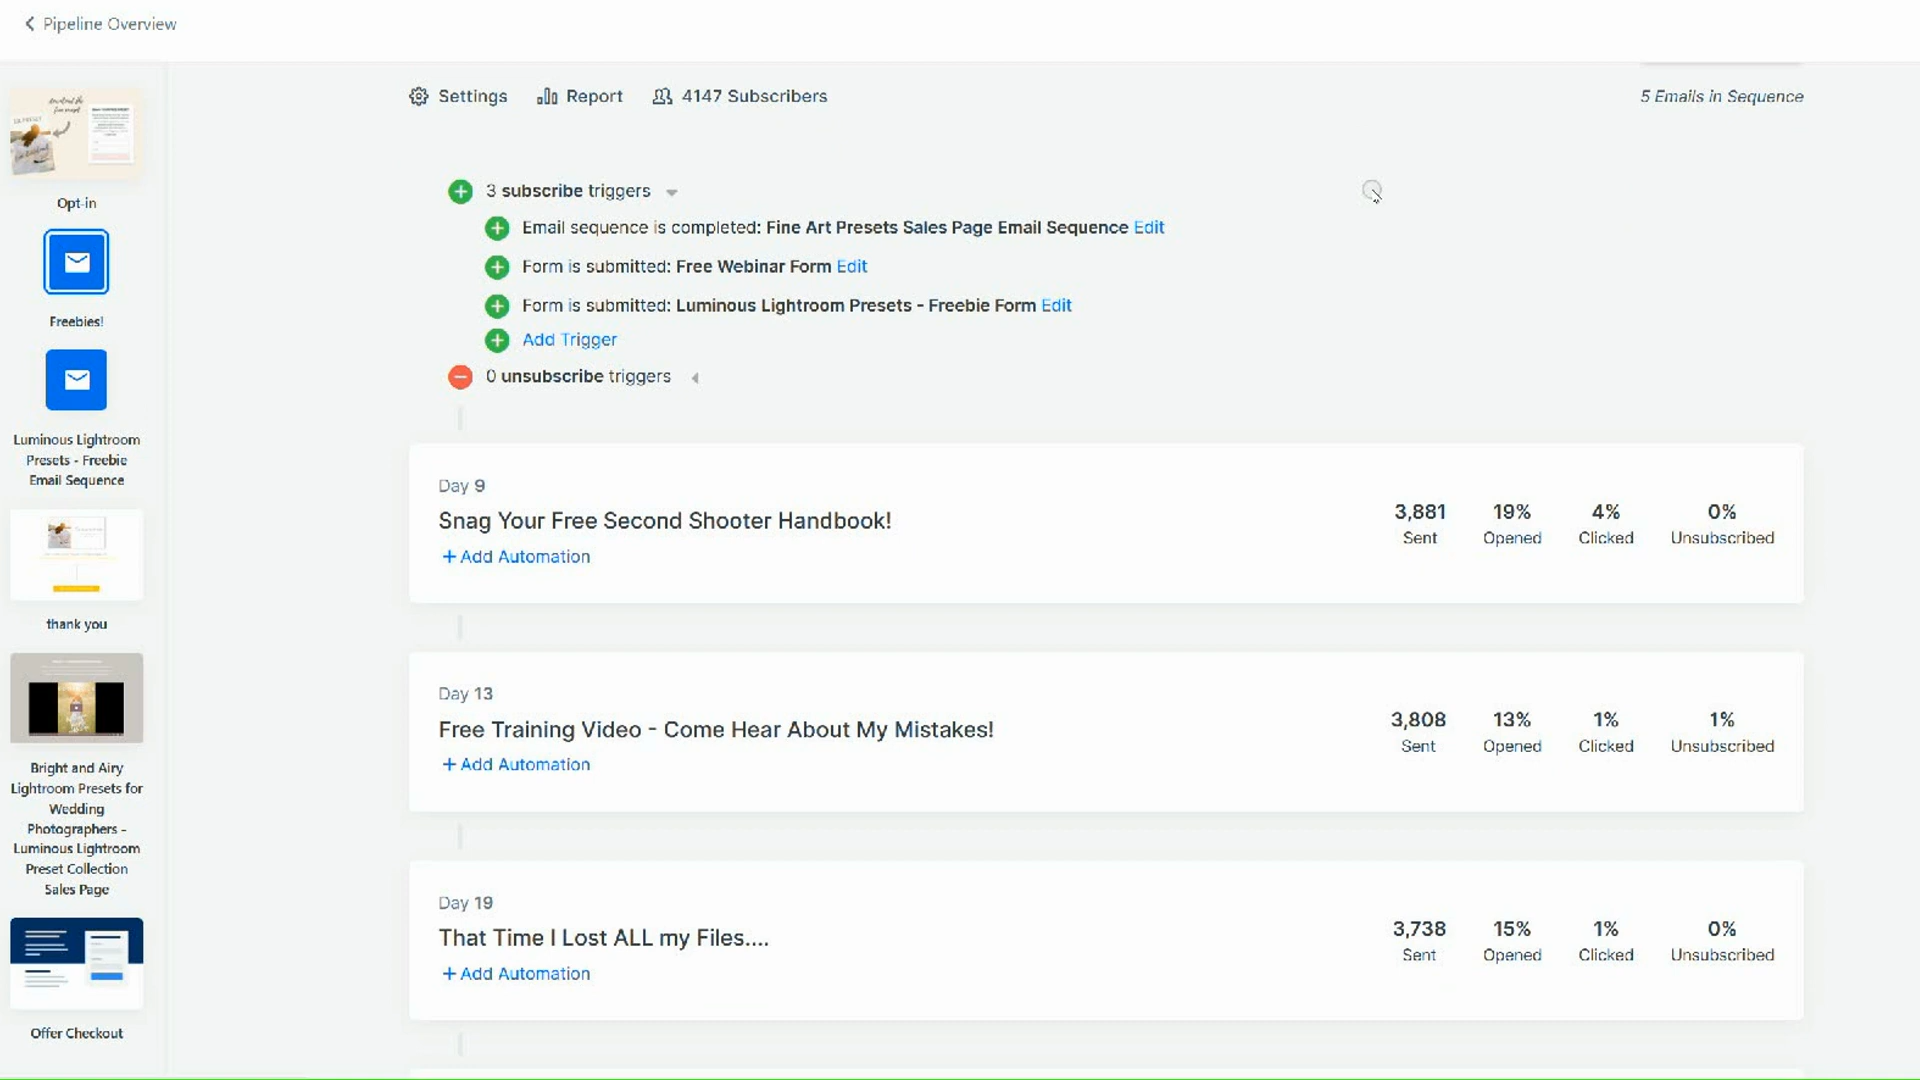 Pipeline Overview
Settings
Report
4147 Subscribers
5 Emails in Sequence
Opt-in
Freebies!
Luminous Lightroom
Presets - Freebie
Email Sequence
thank you
Bright and Airy
Lightroom Presets for
Wedding
Photographers -
Luminous Lightroom
Preset Collection
Sales Page
Offer Checkout
3 subscribe triggers
Email sequence is completed: Fine Art Presets Sales Page Email Sequence Edit
Form is submitted: Free Webinar Form Edit
Form is submitted: Luminous Lightroom Presets - Freebie Form Edit
Add Trigger
0 unsubscribe triggers
Day 9
Snag Your Free Second Shooter Handbook!
+ Add Automation
3,881 19% 4% 0%
Sent Opened Clicked Unsubscribed
Day 13
Free Training Video - Come Hear About My Mistakes!
+ Add Automation
3,808 13% 1% 1%
Sent Opened Clicked Unsubscribed
Day 19
That Time I Lost ALL my Files....
+ Add Automation
3,738 15% 1% 0%
Sent Opened Clicked Unsubscribed